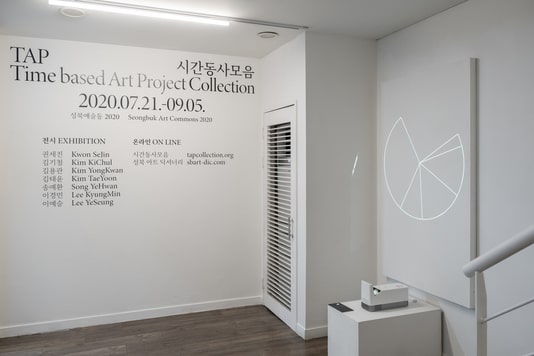 TAP 시간동사모음
Time based Art Project Collection
2020.07.21.-09.05.
성북예술동 2020 Seongbuk Art Commons 2020
전시 EXHIBITION
권세진 Kwon SeJin
김기철 Kim KiChul
김용관 Kim YongKwan
김태윤 Kim TaeYoon
송예환 Song YeHwan
이경민 Lee KyungMin
이예승 Lee YeSeung
온라인 ON LINE
시간동사모음 tapcollection.org
성북 아트 딕셔너리 sbart-dic.com